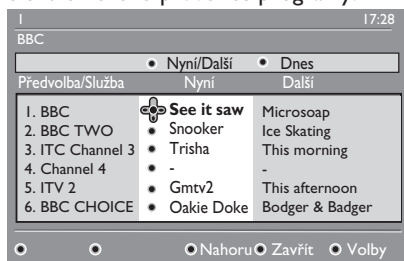 1 17:28
BBC
Nyní/Další Dnes
Předvolba/Služba Nyní Další
1. BBC See it saw Microsoap
2. BBC TWO Snooker Ice Skating
3. ITC Channel 3 Trisha This morning
4. Channel 4 - -
5. ITV 2 Gmtv2 This afternoon
6. BBC CHOICE Oakie Doke Bodger & Badger
Nahoru Zavřít Volby